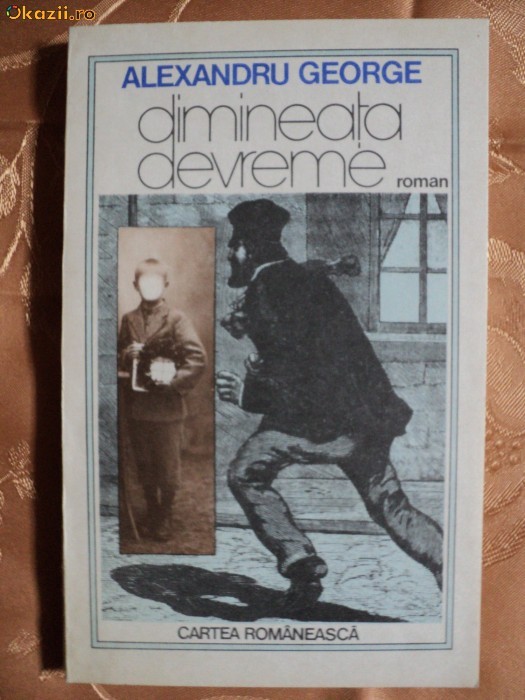 Okazii.ro
ALEXANDRU GEORGE
dimineața
devreme
roman
CARTEA ROMÂNEASCĂ